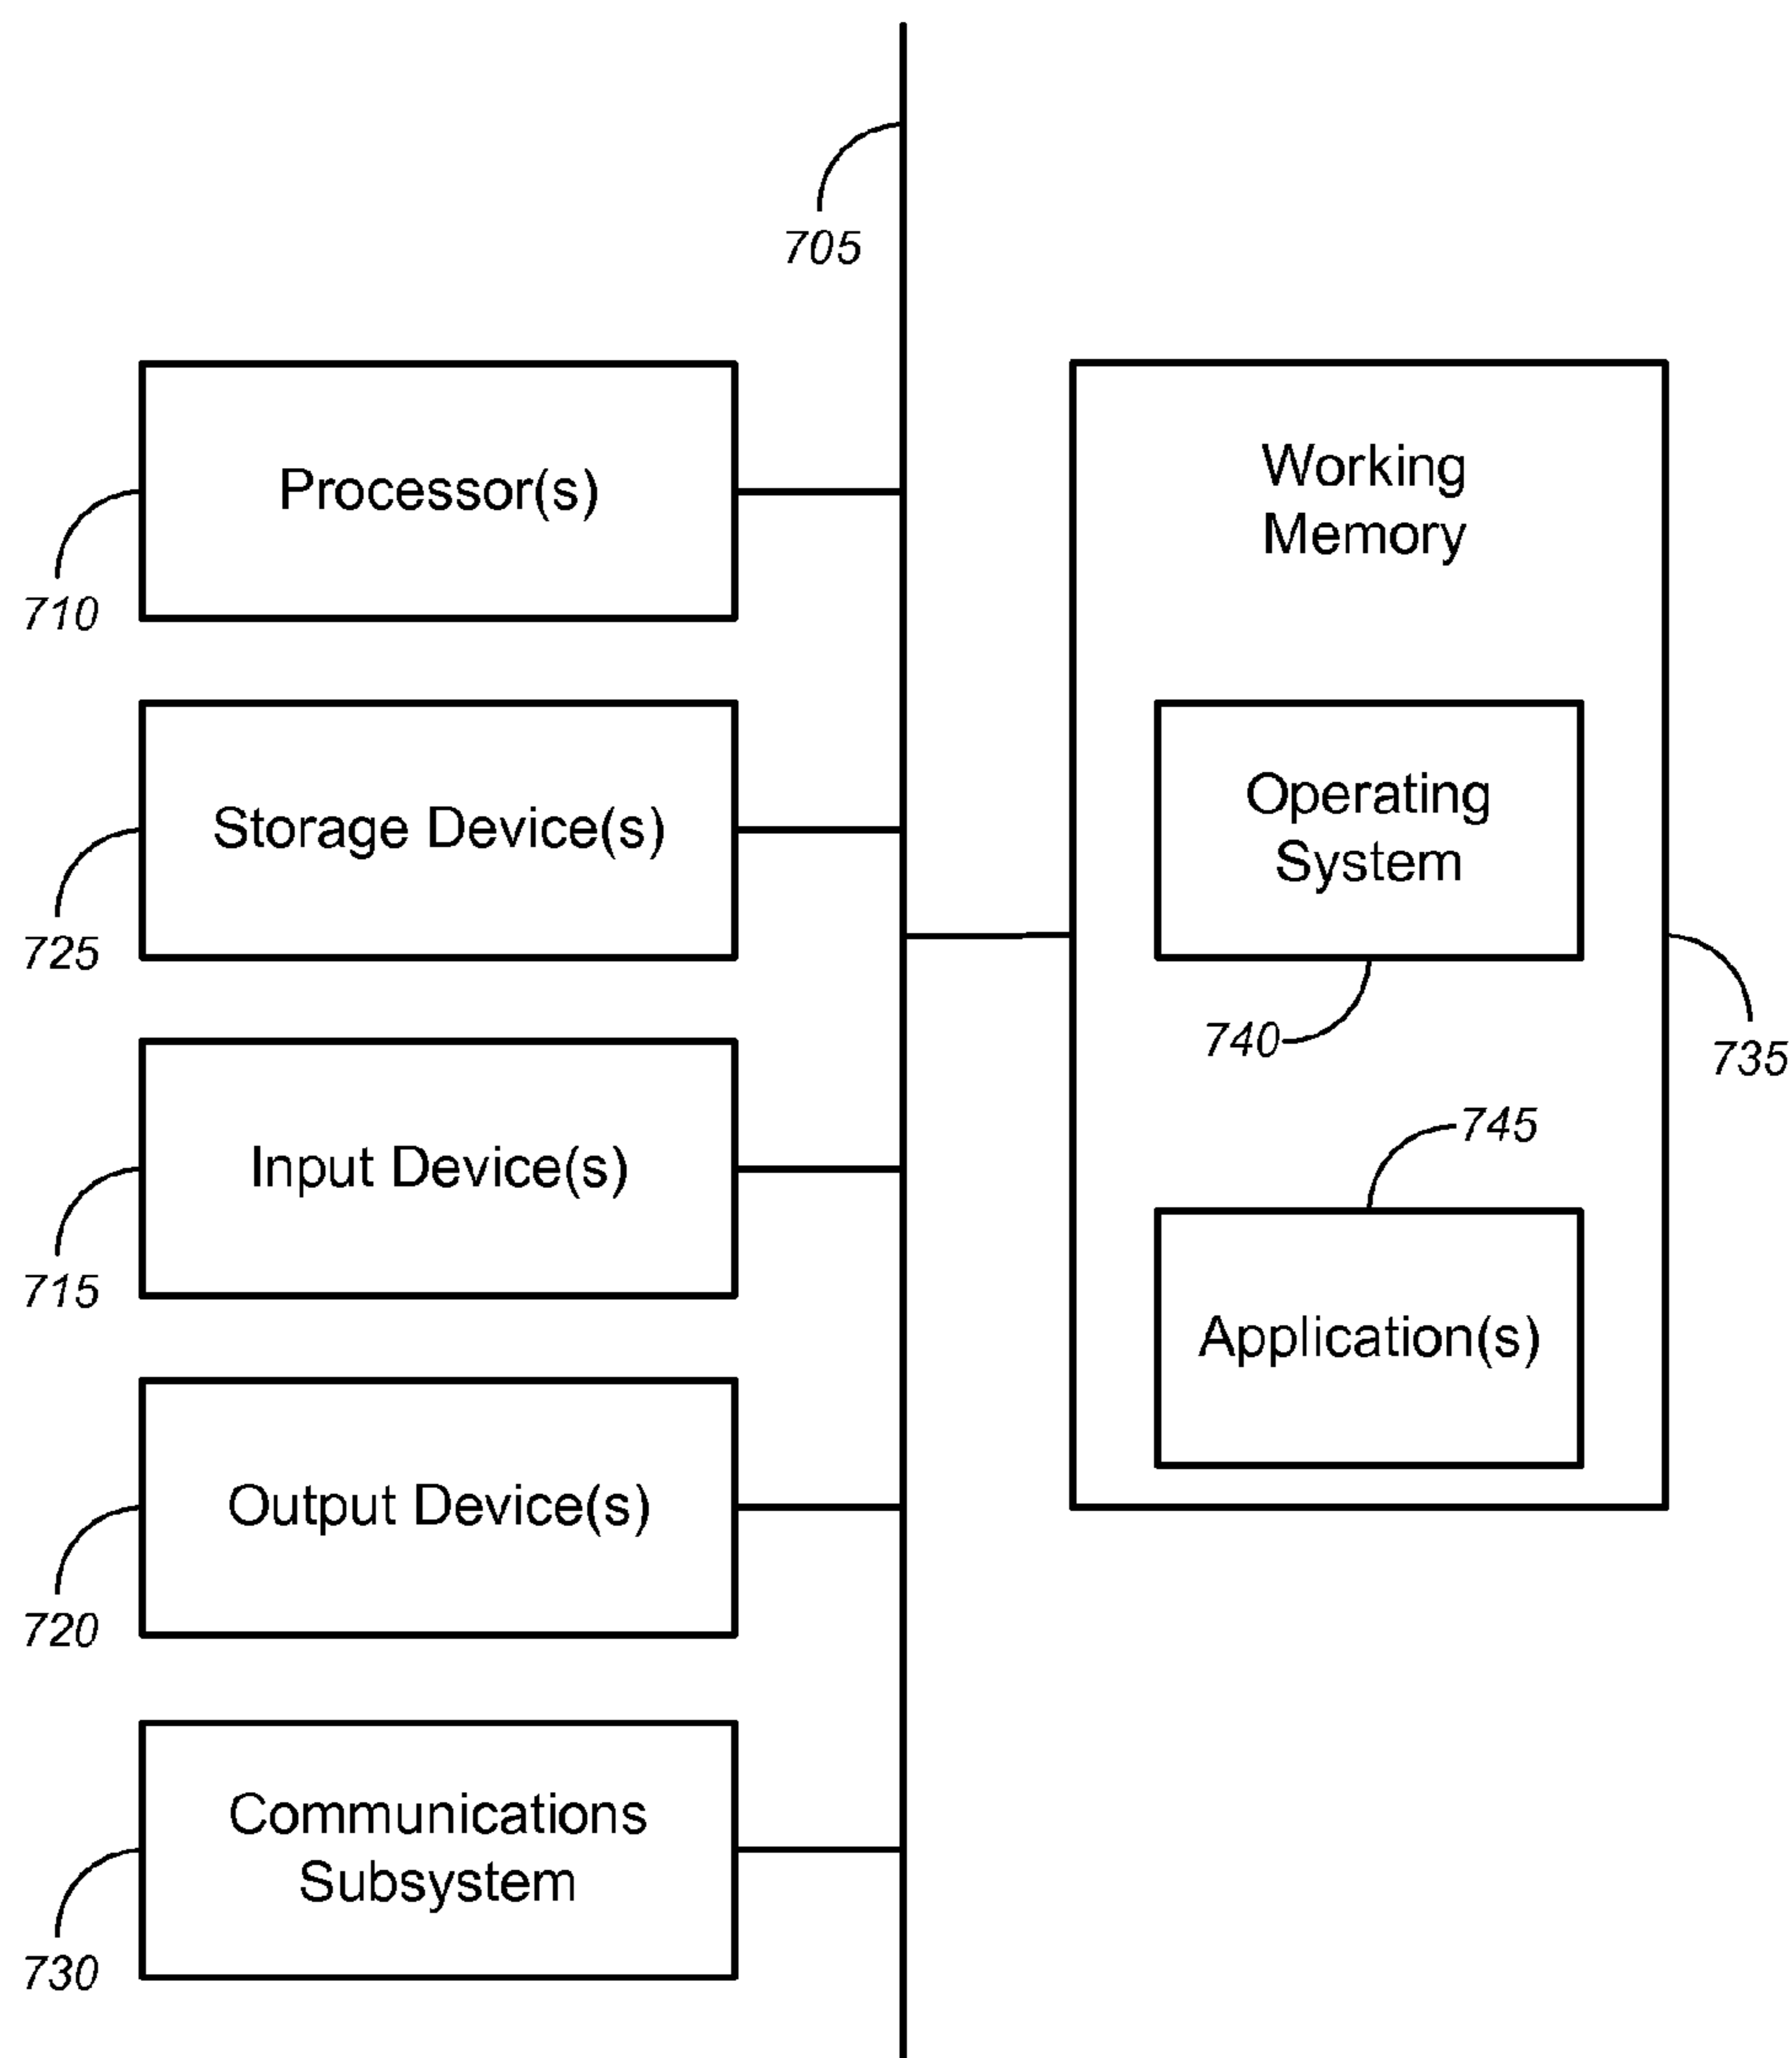 705
Processor(s)
710
Storage Device(s)
725
Input Device(s)
715
Output Device(s)
720
Communications
Subsystem
730
Working
Memory
Operating
System
740
735
745
Application(s)